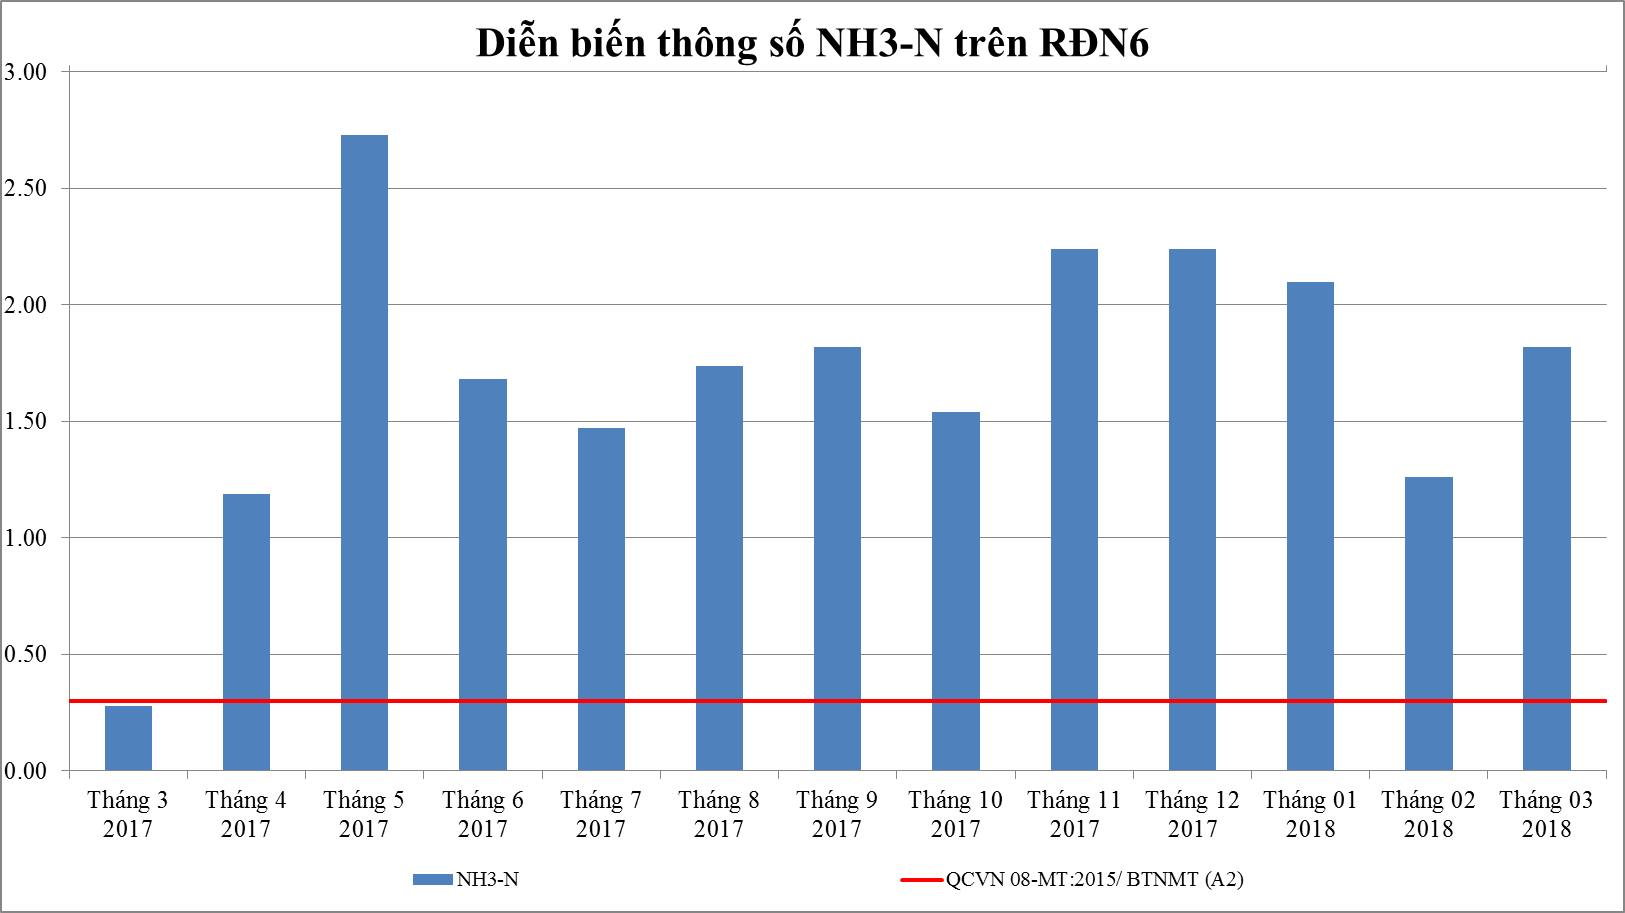 Diễn biến thông số NH3-N trên RĐN6
3.00
2.50
2.00
1.50
1.00
0.50
0.00
Tháng 3 2017
Tháng 4 2017
Tháng 5 2017
Tháng 6 2017
Tháng 7 2017
Tháng 8 2017
Tháng 9 2017
Tháng 10 2017
Tháng 11 2017
Tháng 12 2017
Tháng 01 2018
Tháng 02 2018
Tháng 03 2018
NH3-N
QCVN 08-MT:2015/ BTNMT (A2)